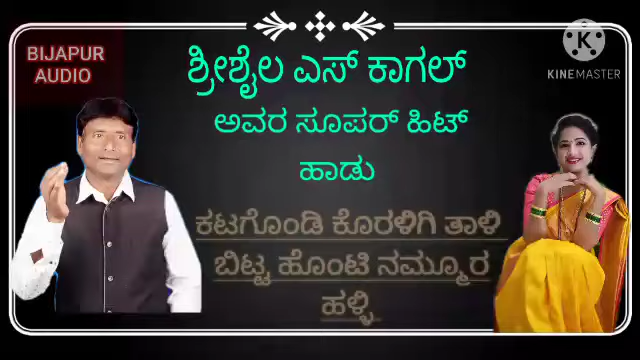 BIJAPUR
AUDIO
ಶ್ರೀಶೈಲ ಎಸ್ ಕಾಗಲ್
ಅವರ ಸೂಪರ್ ಹಿಟ್
ಹಾಡು
ಕಟಗೊಂಡಿ ಕೊರಳಿಗಿ ತಾಳಿ
ಬಿಟ್ಟ ಹೊಂಟಿ ನಮ್ಮೂರ
ಹಳ್ಳಿ
K
KINEMASTER